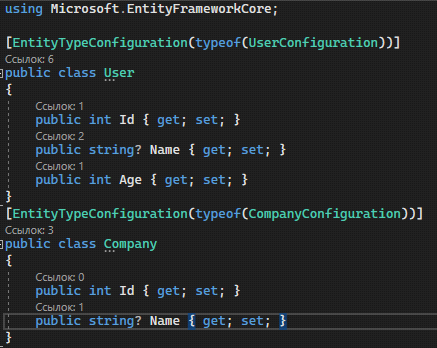 using Microsoft.EntityFrameworkCore;
[EntityTypeConfiguration(typeof(UserConfiguration))]
Ссылок: 6
public class User
{
Ссылок: 1
public int Id { get; set; }
Ссылок: 2
public string? Name { get; set; }
Ссылок: 1
public int Age { get; set; }
}
[EntityTypeConfiguration(typeof(CompanyConfiguration))]
Ссылок: 3
public class Company
{
Ссылок: 0
public int Id { get; set; }
Ссылок: 1
public string? Name { get; set; }
}